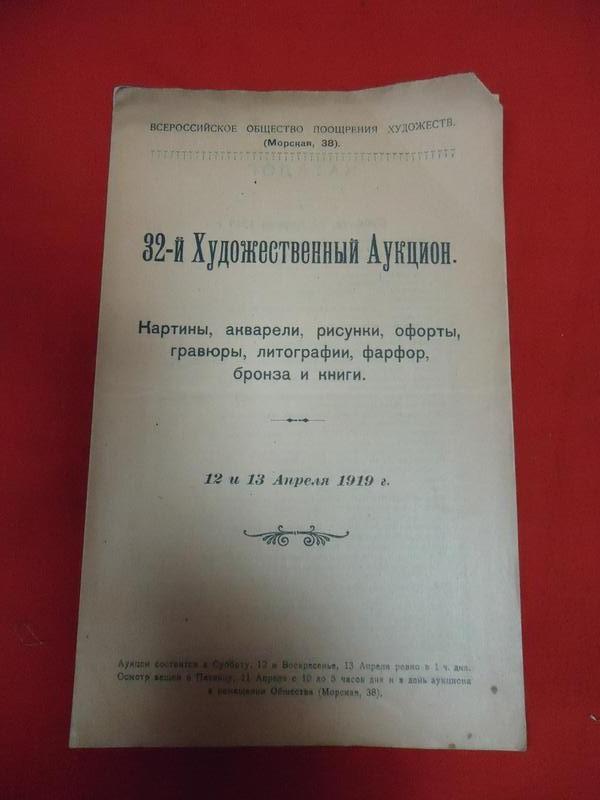 ВСЕРОССИЙСКОЕ ОБЩЕСТВО ПООЩРЕНИЯ ХУДОЖЕСТВ.
(Морская, 38).
32-й Художественный Аукцион.
Картины, акварели, рисунки, офорты,
гравюры, литографии, фарфор,
бронза и книги.
12 и 13 Апреля 1919 г.
Аукцион состоится в Субботу, 12 и Воскресенье, 13 Апреля ровно в 1 ч. дня.
Осмотр вещей в Пятницу, 11 Апреля с 10 до 5 часов дня и в день аукциона
в помещении Общества (Морская, 38).